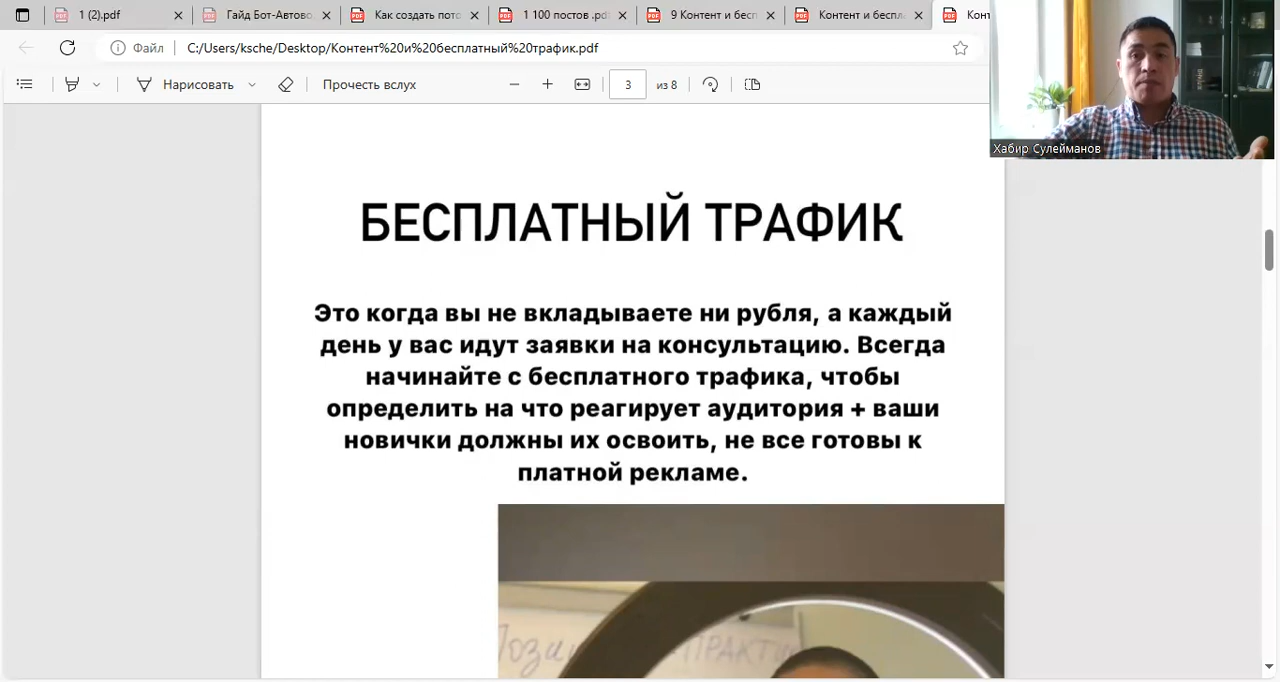 1 (2).pdf
Гайд Бот-Автово
Как создать пото
1 100 постов .pd
9 Контент и бесп
Контент и беспл
Конт
Файл
C:/Users/ksche/Desktop/Контент%20и%20бесплатный%20трафик.pdf
Нарисовать
Прочесть вслух
3
из 8
Хабир Сулейманов
БЕСПЛАТНЫЙ ТРАФИК
Это когда вы не вкладываете ни рубля, а каждый
день у вас идут заявки на консультацию. Всегда
начинайте с бесплатного трафика, чтобы
определить на что реагирует аудитория + ваши
новички должны их освоить, не все готовы к
платной рекламе.